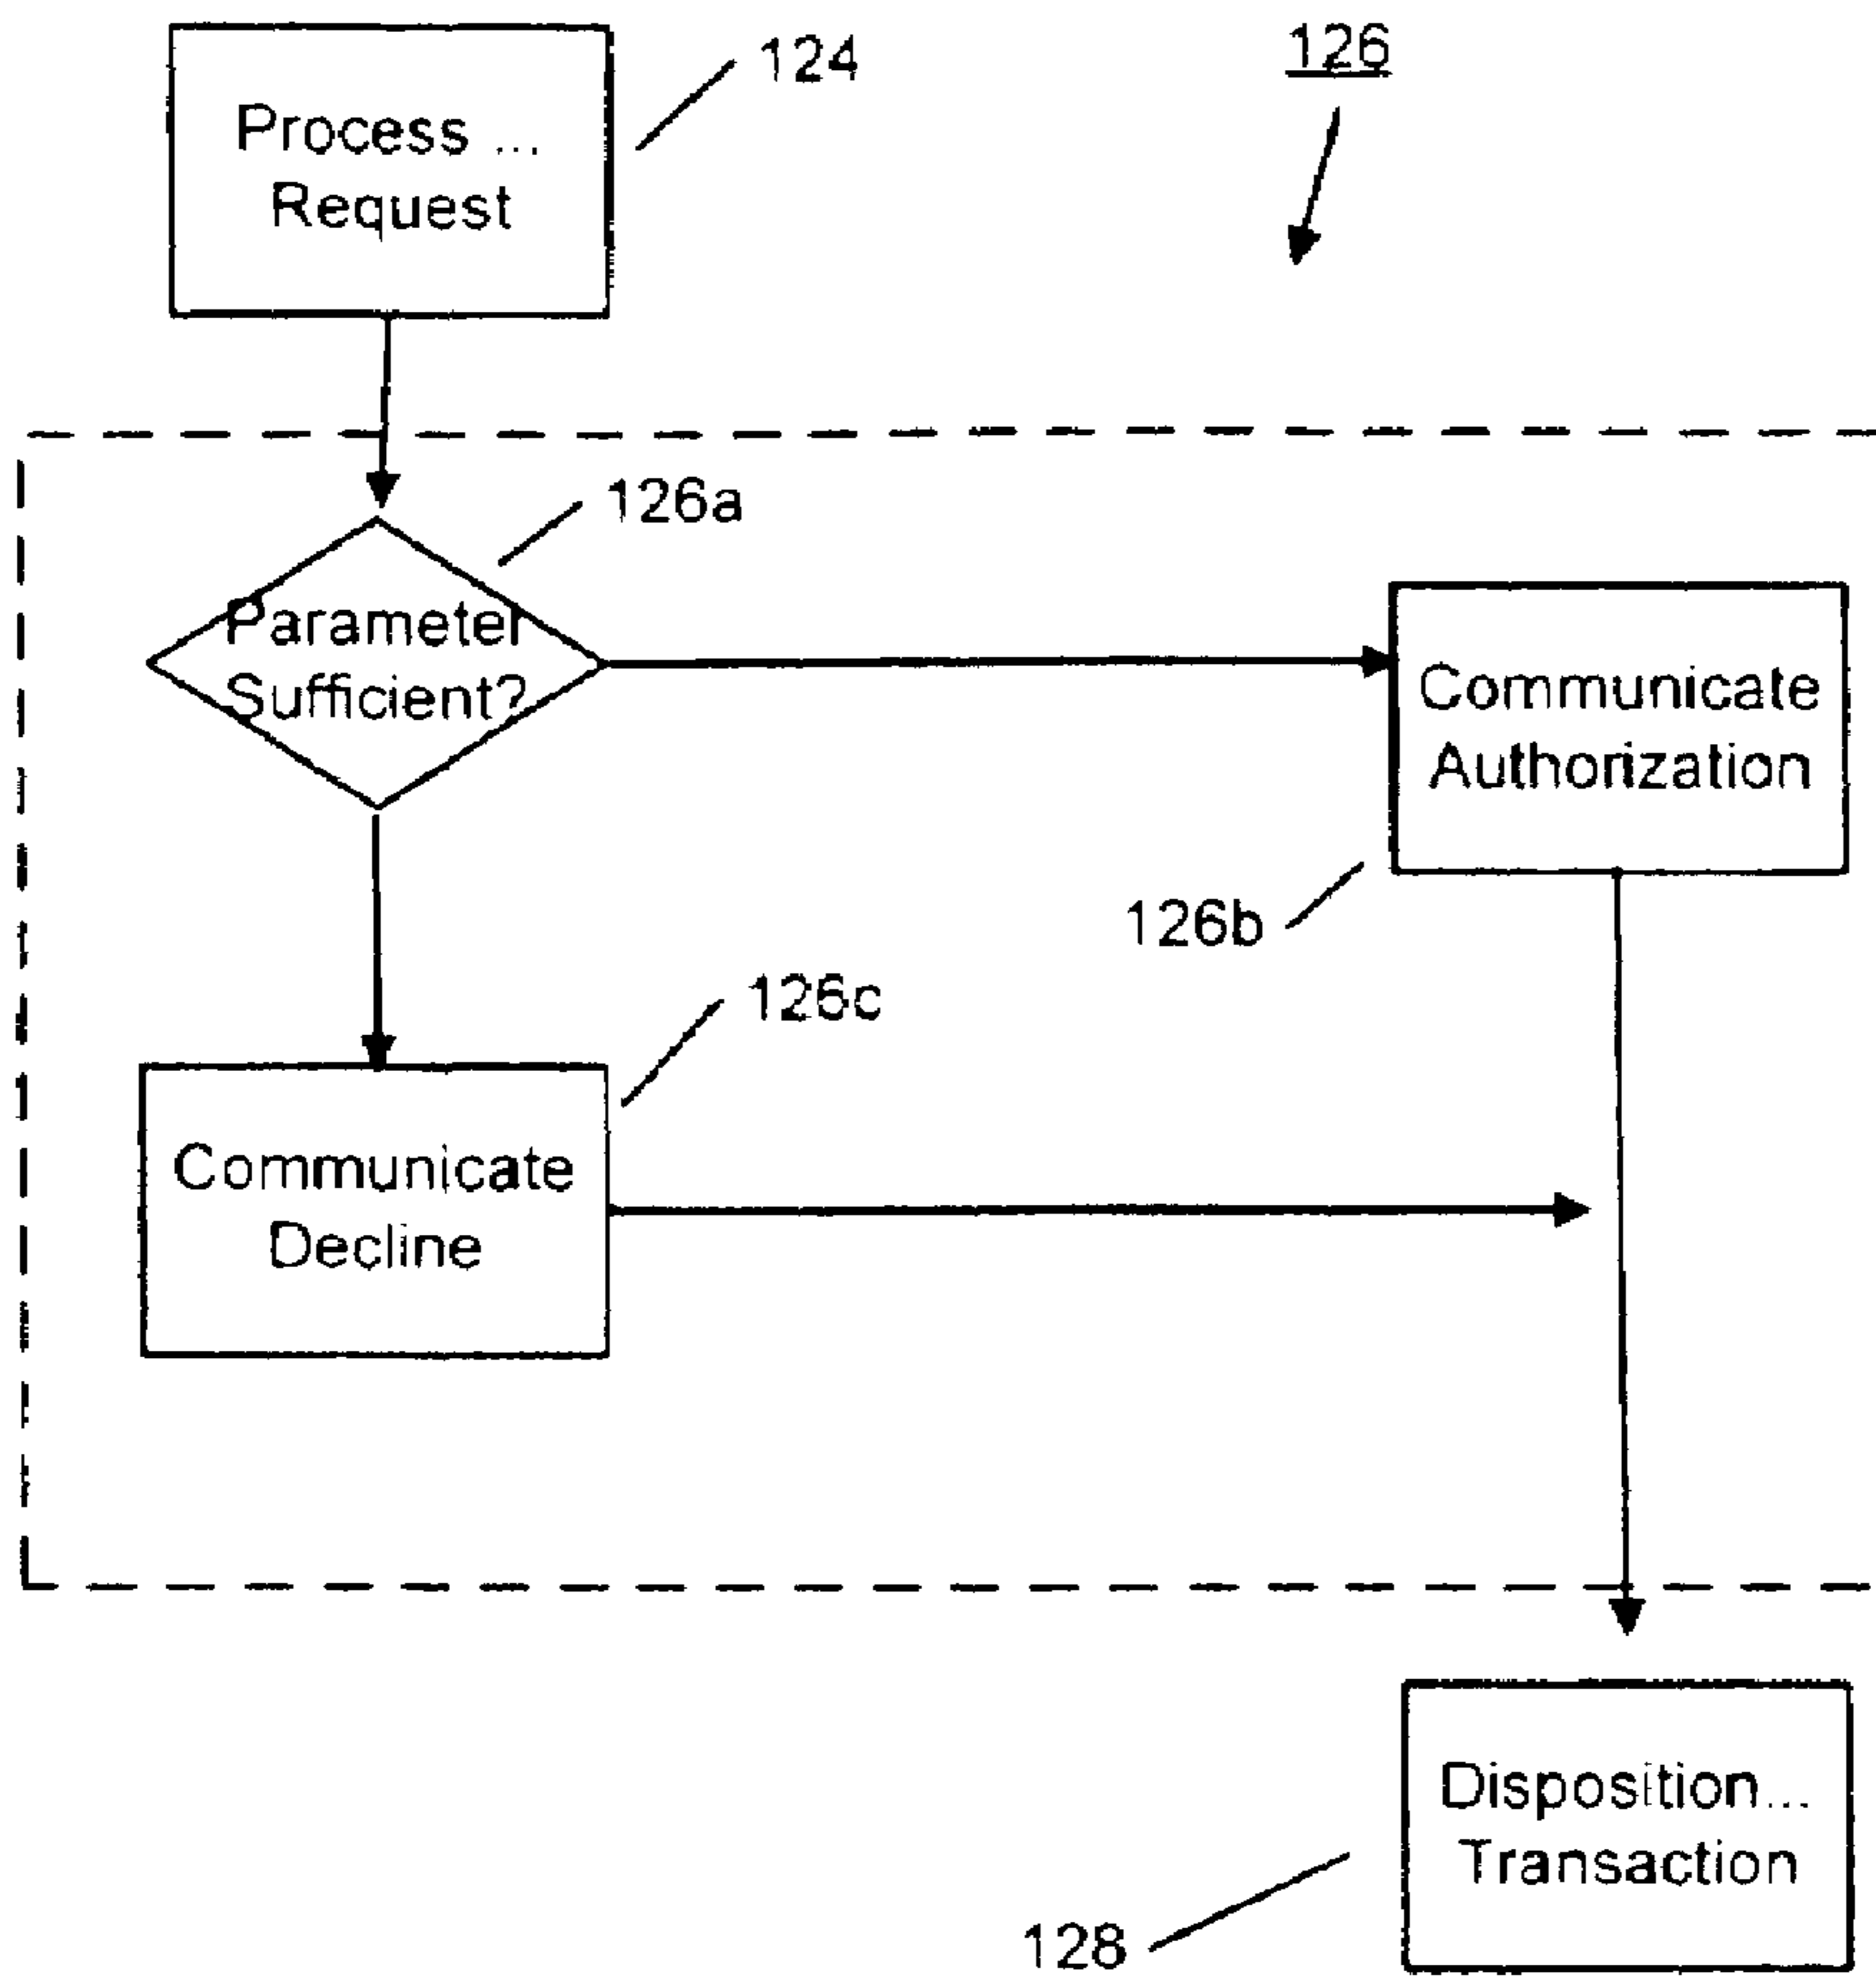 124
126
Process ...
Request
126a
Parameter
Sufficient?
Communicate
Authorization
126b
126c
Communicate
Decline
Disposition...
Transaction
128